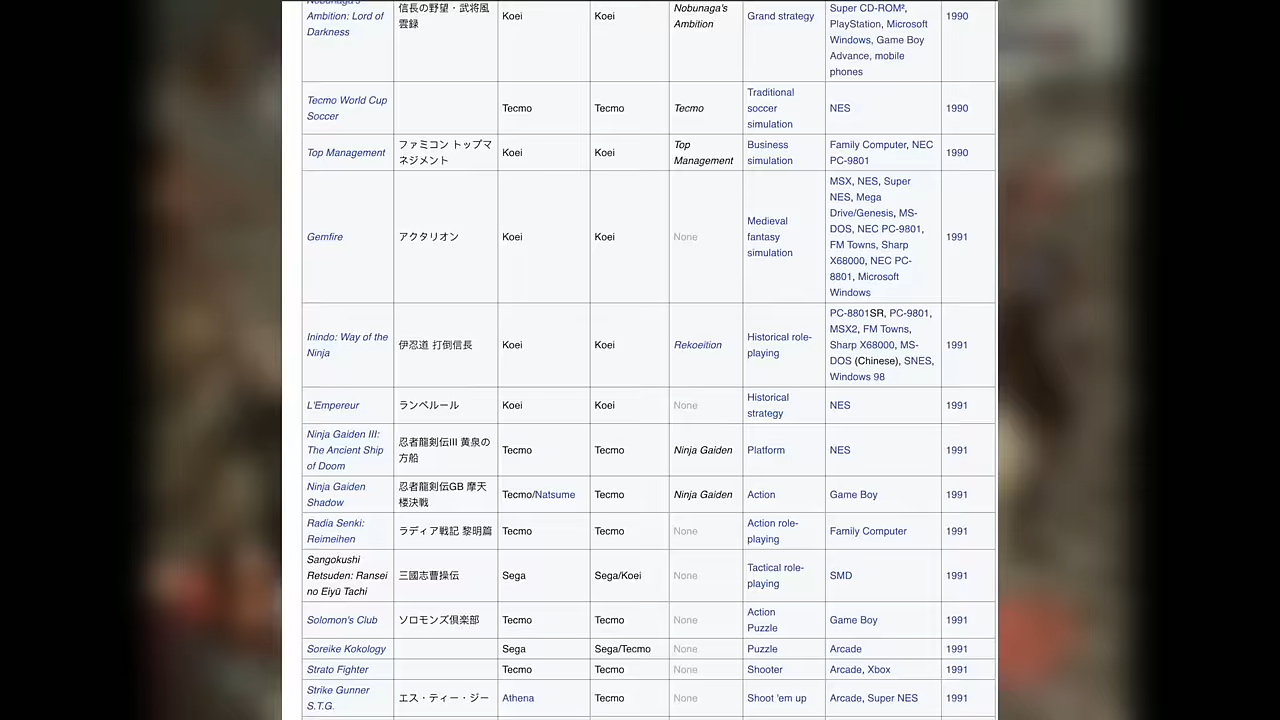 Nobunaga's
Ambition: Lord of
Darkness
信長の野望・武将風
雲録
Koei
Koei
Nobunaga's
Ambition
Grand strategy
Super CD-ROM²,
PlayStation, Microsoft
Windows, Game Boy
Advance, mobile
phones
1990
Tecmo World Cup
Soccer
Tecmo
Tecmo
Tecmo
Traditional
soccer
simulation
NES
1990
Top Management
ファミコン トップマ
ネジメント
Koei
Koei
Top
Management
Business
simulation
Family Computer, NEC
PC-9801
1990
Gemfire
アクタリオン
Koei
Koei
None
Medieval
fantasy
simulation
MSX, NES, Super
NES, Mega
Drive/Genesis, MS-
DOS, NEC PC-9801,
FM Towns, Sharp
X68000, NEC PC-
8801, Microsoft
Windows
1991
Inindo: Way of the
Ninja
伊忍道 打倒信長
Koei
Koei
Rekoeition
Historical role-
playing
PC-8801SR, PC-9801,
MSX2, FM Towns,
Sharp X68000, MS-
DOS (Chinese), SNES,
Windows 98
1991
L'Empereur
ランペルール
Koei
Koei
None
Historical
strategy
NES
1991
Ninja Gaiden III:
The Ancient Ship
of Doom
忍者龍剣伝III 黄泉の
方船
Tecmo
Tecmo
Ninja Gaiden
Platform
NES
1991
Ninja Gaiden
Shadow
忍者龍剣伝GB 摩天
楼決戦
Tecmo/Natsume
Tecmo
Ninja Gaiden
Action
Game Boy
1991
Radia Senki:
Reimeihen
ラディア戦記 黎明篇
Tecmo
Tecmo
None
Action role-
playing
Family Computer
1991
Sangokushi
Retsuden: Ransei
no Eiyū Tachi
三國志曹操伝
Sega
Sega/Koei
None
Tactical role-
playing
SMD
1991
Solomon's Club
ソロモンズ倶楽部
Tecmo
Tecmo
None
Action
Puzzle
Game Boy
1991
Soreike Kokology
Sega
Sega/Tecmo
None
Puzzle
Arcade
1991
Strato Fighter
Tecmo
Tecmo
None
Shooter
Arcade, Xbox
1991
Strike Gunner
S.T.G.
エス・ティー・ジー
Athena
Tecmo
None
Shoot 'em up
Arcade, Super NES
1991